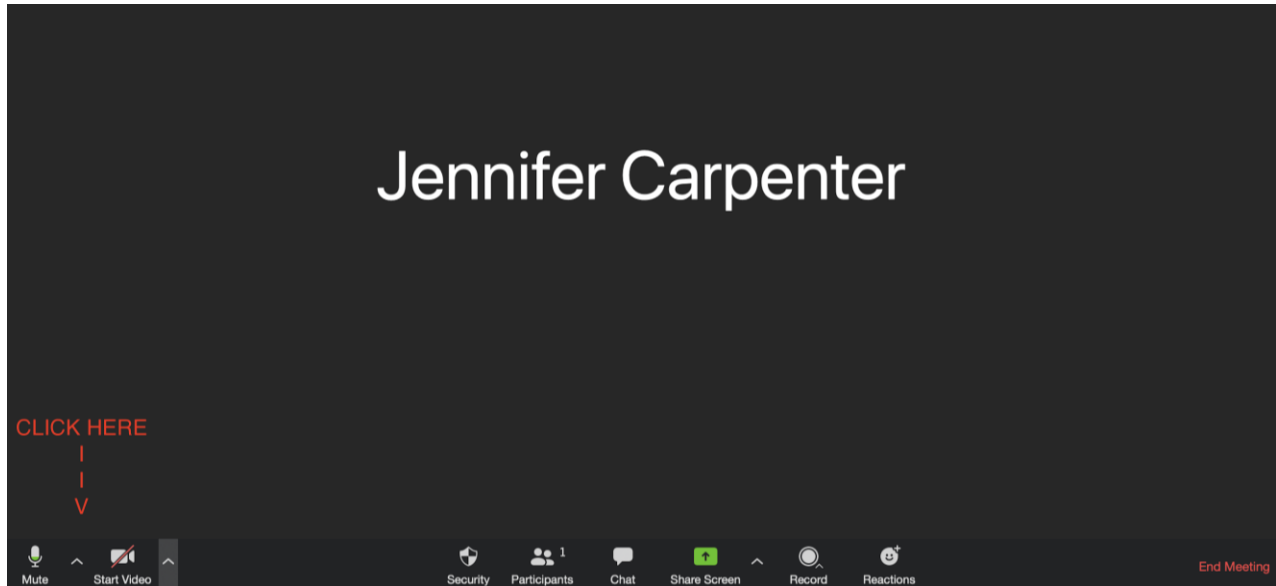 Jennifer Carpenter
CLICK HERE
I
I
V
1
Mute
Start Video
Security
Participants
Chat
Share Screen
Record
Reactions
End Meeting